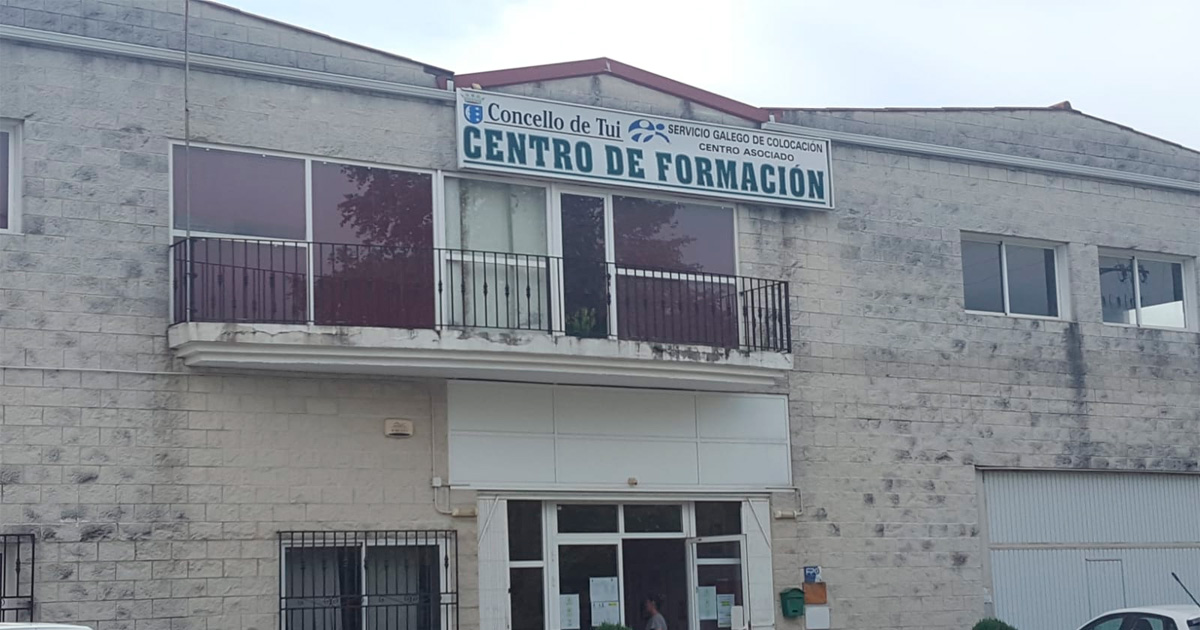 Concello de Tui
SERVICIO GALEGO DE COLOCACIÓN
CENTRO ASOCIADO
CENTRO DE FORMACIÓN